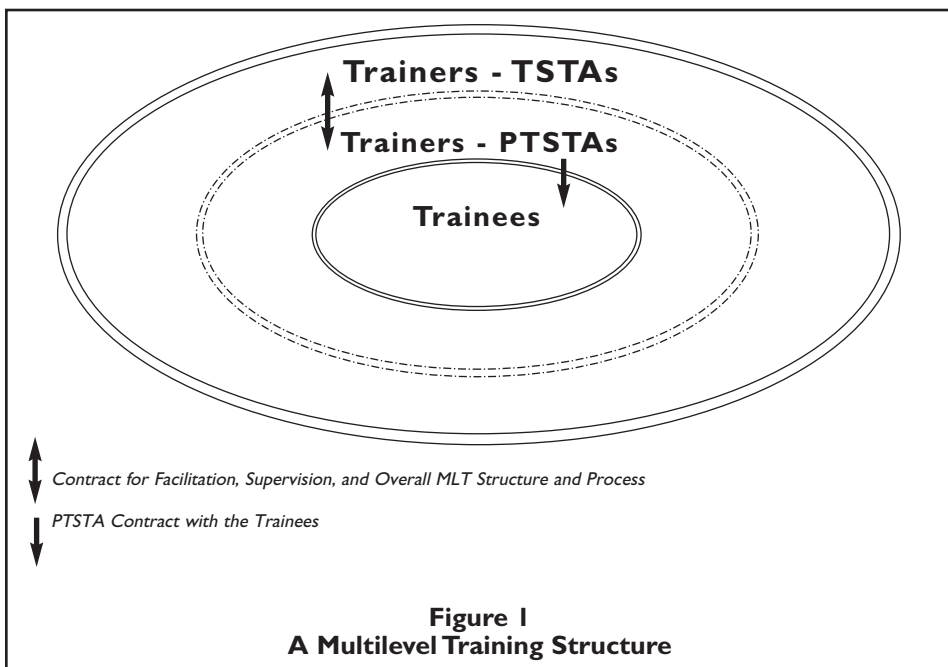 Trainers - TSTAs
Trainers - PTSTAs
Trainees
Contract for Facilitation, Supervision, and Overall MLT Structure and Process
PTSTA Contract with the Trainees
Figure 1
A Multilevel Training Structure